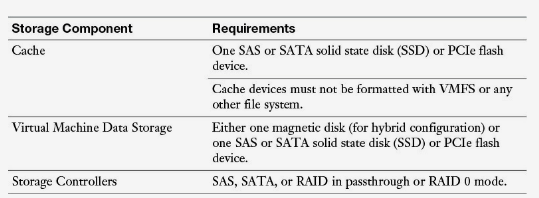 Storage Component Requirements
Cache One SAS or SATA solid state disk (SSD) or PCIe flash
device.
Cache devices must not be formatted with VMFS or any
other file system.
Virtual Machine Data Storage Either one magnetic disk (for hybrid configuration) or
one SAS or SATA solid state disk (SSD) or PCIe flash
device.
Storage Controllers SAS, SATA, or RAID in passthrough or RAID 0 mode.